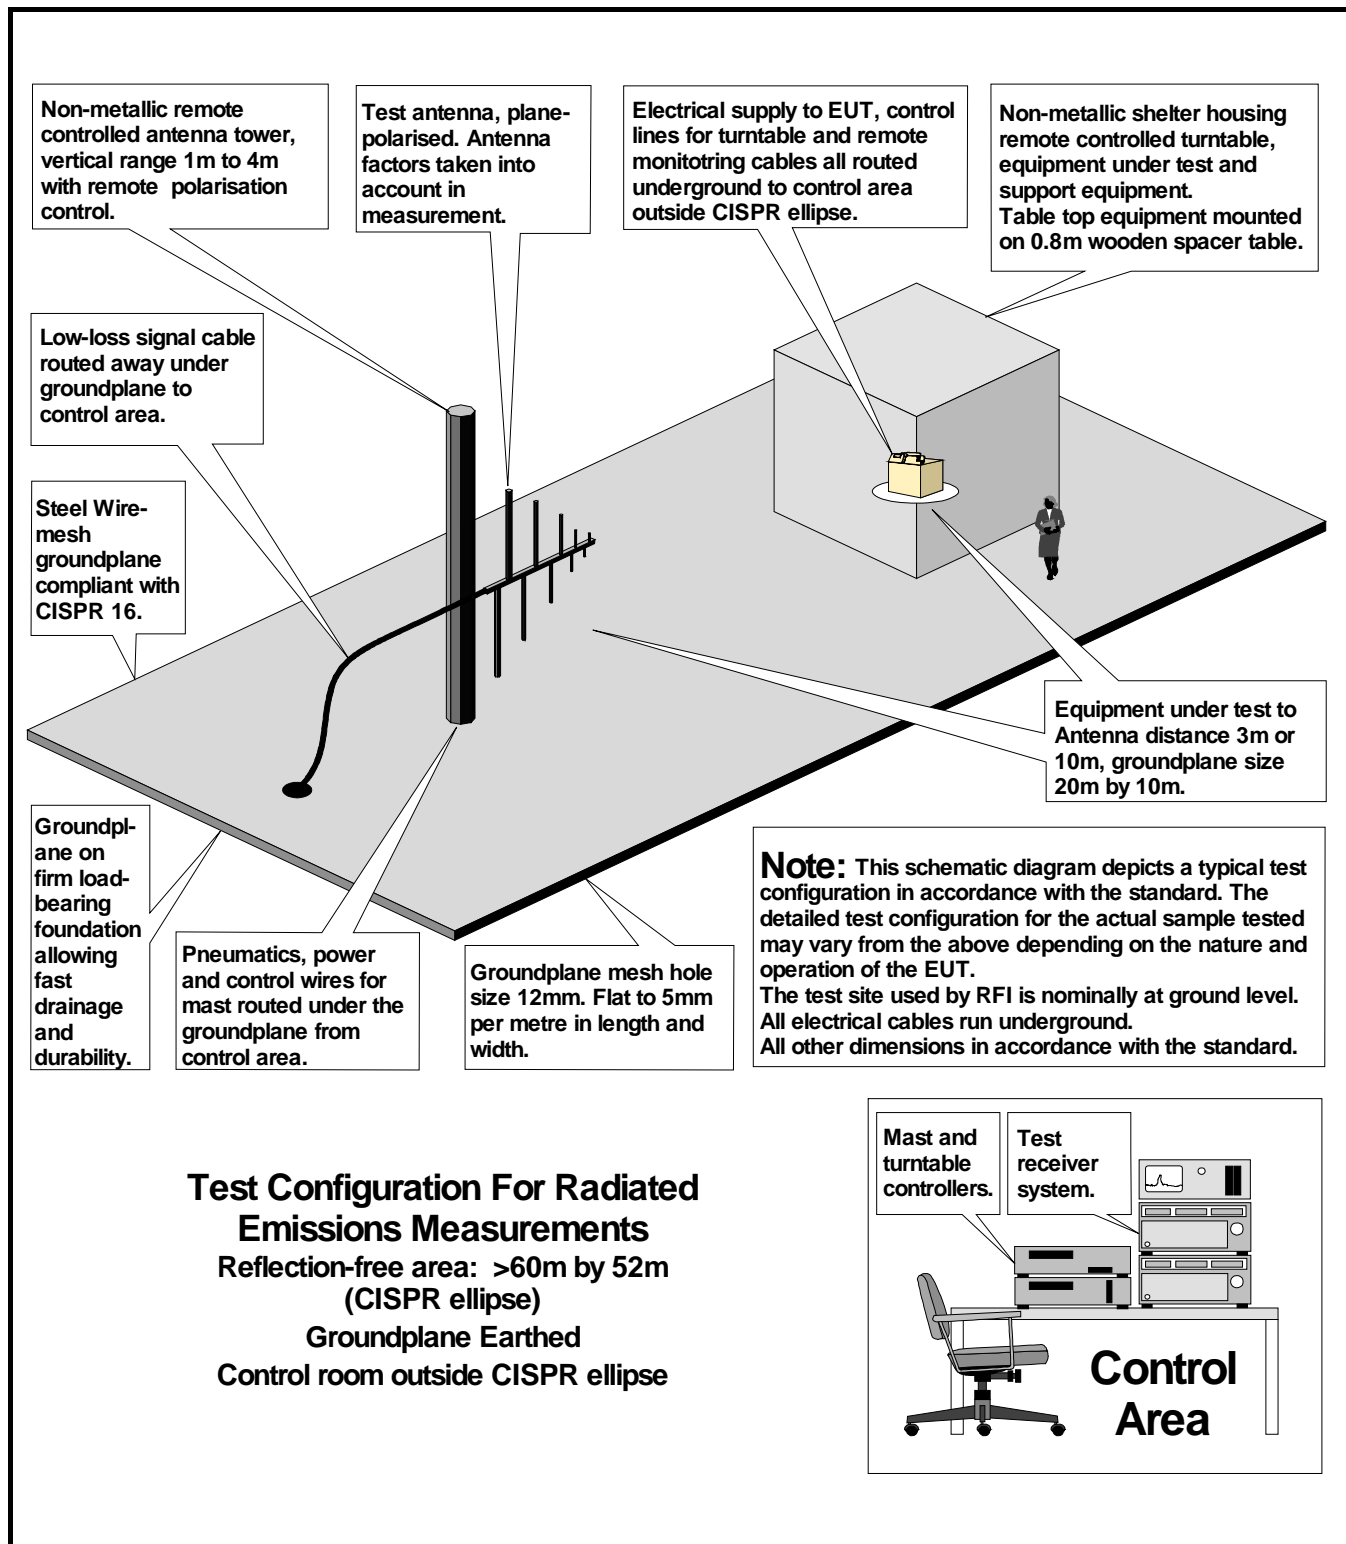 Non-metallic remote
controlled antenna tower,
vertical range 1m to 4m
with remote polarisation
control.
Test antenna, plane-
polarised. Antenna
factors taken into
account in
measurement.
Electrical supply to EUT, control
lines for turntable and remote
monitotring cables all routed
underground to control area
outside CISPR ellipse.
Non-metallic shelter housing
remote controlled turntable,
equipment under test and
support equipment.
Table top equipment mounted
on 0.8m wooden spacer table.
Low-loss signal cable
routed away under
groundplane to
control area.
Steel Wire-
mesh
groundplane
compliant with
CISPR 16.
Equipment under test to
Antenna distance 3m or
10m, groundplane size
20m by 10m.
Groundpl-
ane on
firm load-
bearing
foundation
allowing
fast
drainage
and
durability.
Pneumatics, power
and control wires for
mast routed under the
groundplane from
control area.
Groundplane mesh hole
size 12mm. Flat to 5mm
per metre in length and
width.
Note: This schematic diagram depicts a typical test
configuration in accordance with the standard. The
detailed test configuration for the actual sample tested
may vary from the above depending on the nature and
operation of the EUT.
The test site used by RFI is nominally at ground level.
All electrical cables run underground.
All other dimensions in accordance with the standard.
Test Configuration For Radiated
Emissions Measurements
Reflection-free area: >60m by 52m
(CISPR ellipse)
Groundplane Earthed
Control room outside CISPR ellipse
Mast and
turntable
controllers.
Test
receiver
system.
Control
Area